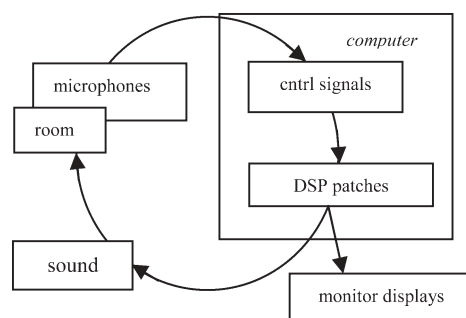 computer
microphones
cntrl signals
room
DSP patches
sound
monitor displays